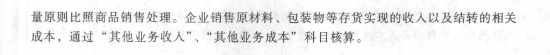 量原则比照商品销售处理。企业销售原材料、包装物等存货实现的收入以及结转的相关
成本，通过“其他业务收入”、“其他业务成本”科目核算。